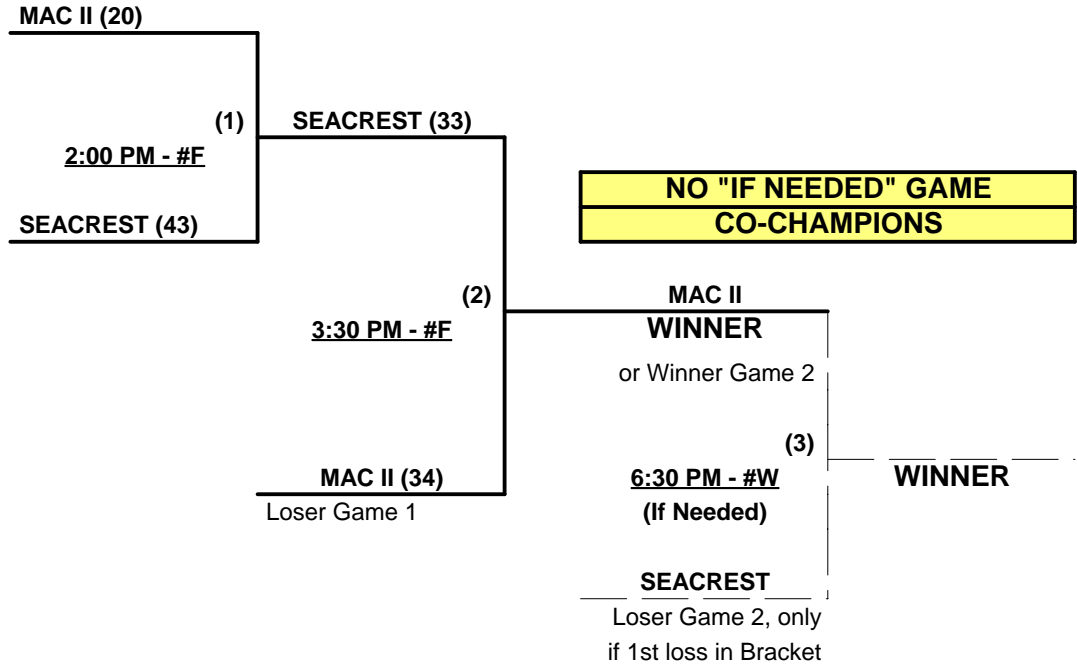 MAC II (20)
(1)
SEACREST (33)
2:00 PM - #F
NO "IF NEEDED" GAME
CO-CHAMPIONS
SEACREST (43)
(2)
MAC II
3:30 PM - #F
WINNER
or Winner Game 2
(3)
MAC II (34)
6:30 PM - #W
WINNER
Loser Game 1
(If Needed)
SEACREST
Loser Game 2, only
if 1st loss in Bracket